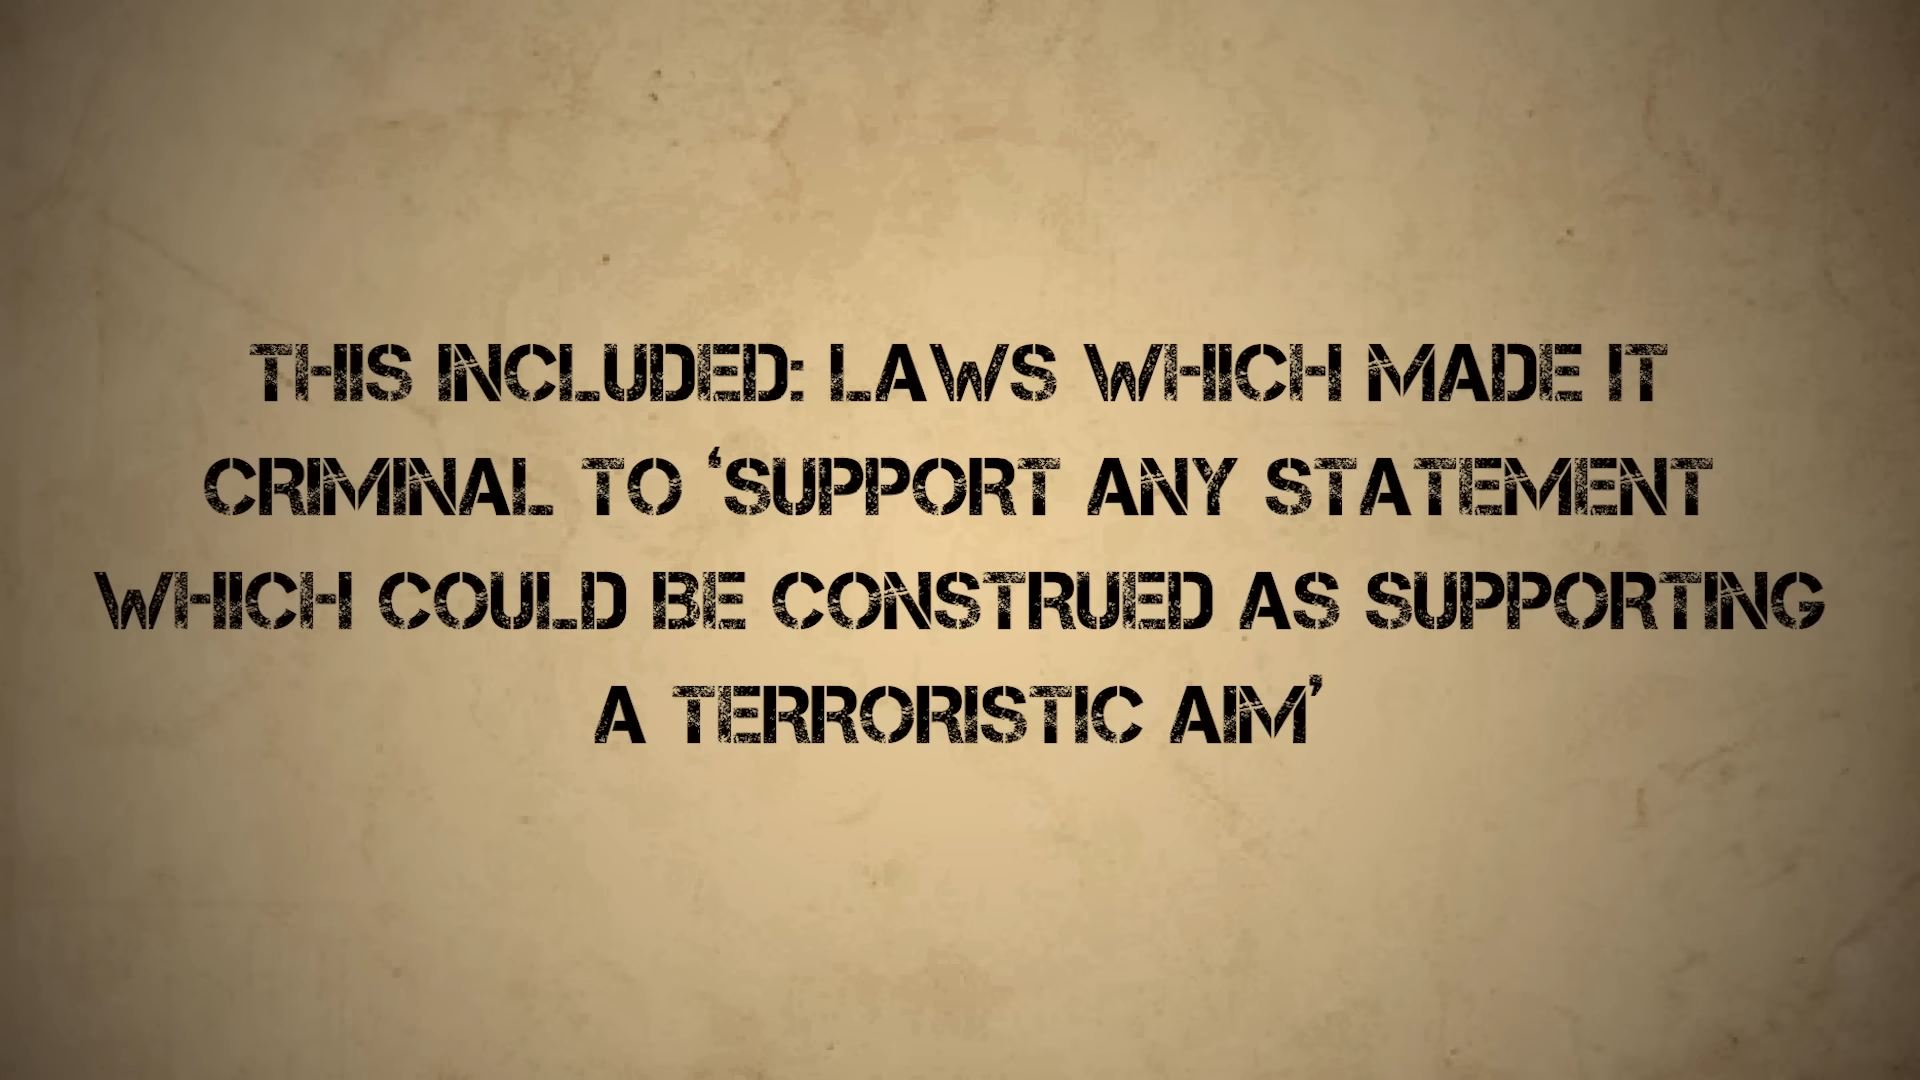 THIS INCLUDED: LAWS WHICH MADE IT
CRIMINAL TO ‘SUPPORT ANY STATEMENT
WHICH COULD BE CONSTRUED AS SUPPORTING
A TERRORISTIC AIM’